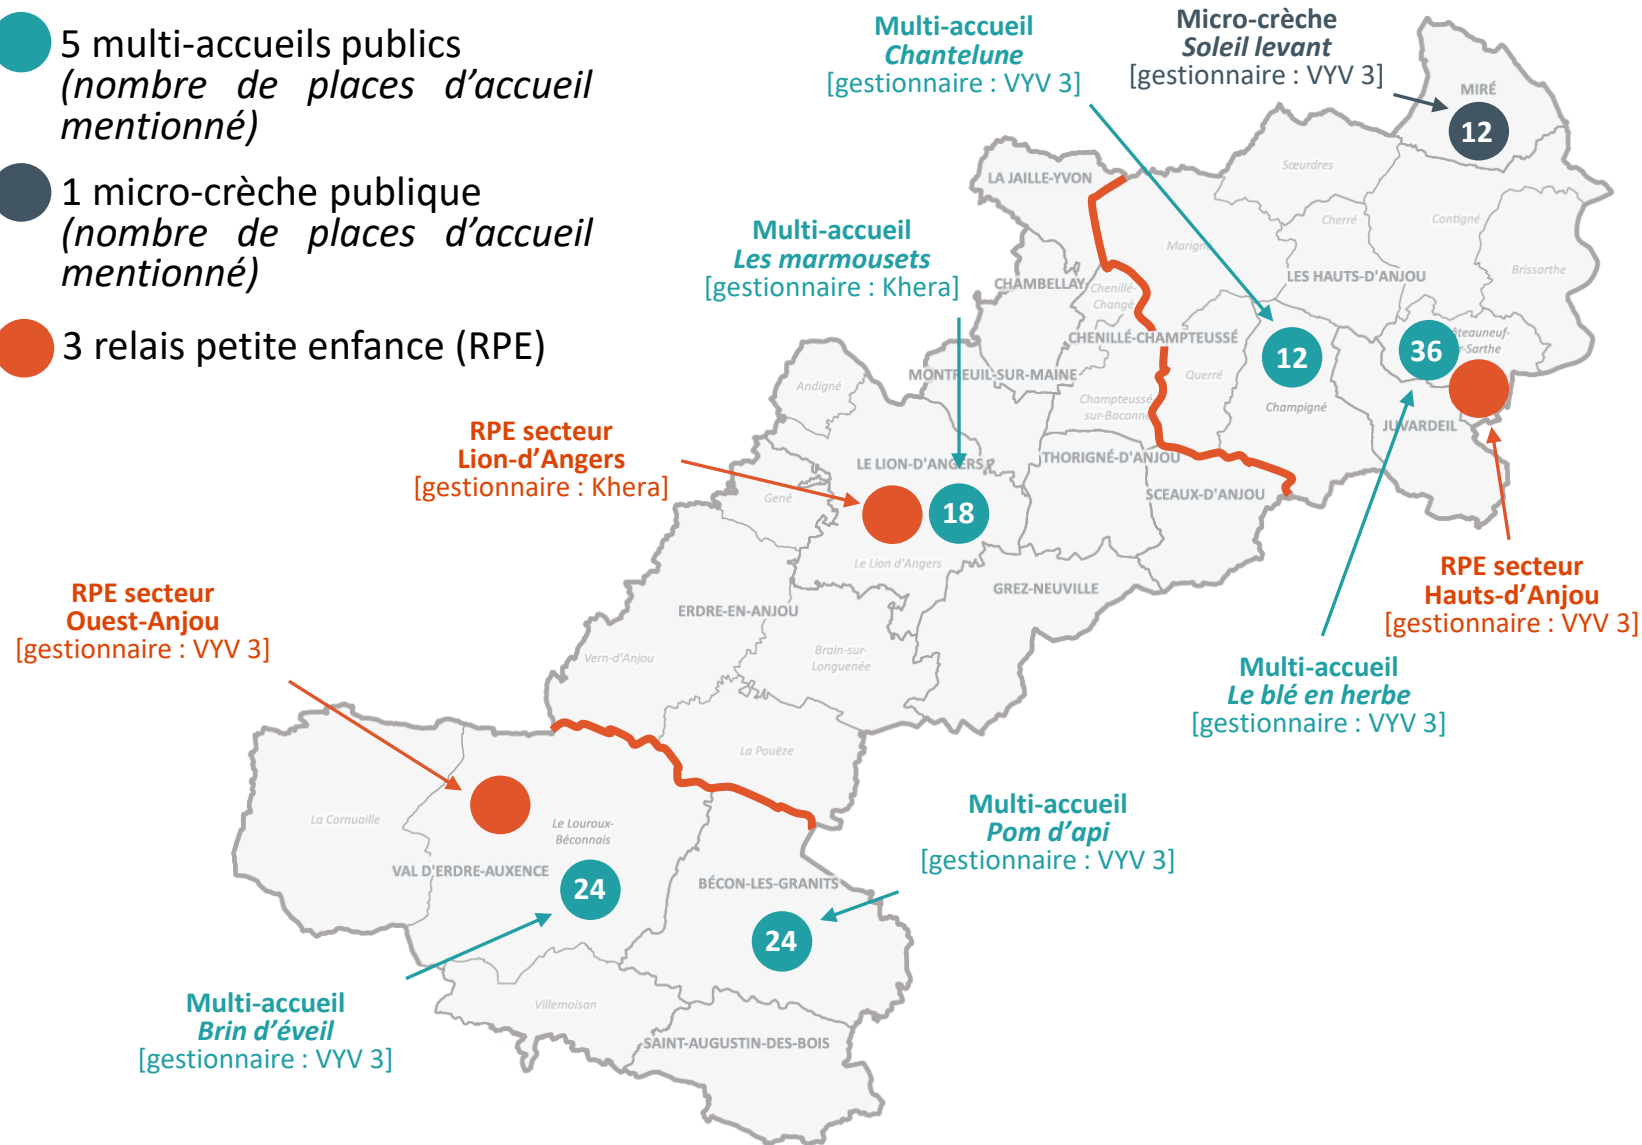 5 multi-accueils publics
(nombre de places d'accueil
mentionné)
1 micro-crèche publique
(nombre de places d'accueil
mentionné)
3 relais petite enfance (RPE)
Multi-accueil
Chantelune
[gestionnaire : VYV 3]
Micro-crèche
Soleil levant
[gestionnaire : VYV 3]
MIRÉ
12
Sœurdres
LA JAILLE-YVON
Multi-accueil
Les marmousets
[gestionnaire : Khera]
Cherré
Contigné
Marigné
Brissarthe
LES HAUTS-D'ANJOU
CHAMBELLAY
Chenillé-
Changé
CHENILLÉ-CHAMPTEUSSÉ
12
36
âteauneuf-
r-Sarthe
MONTREUIL-SUR-MAINE
Querré
Andigné
Champteussé-
sur-Baconne
Champigné
JUVARDEIL
RPE secteur
Lion-d'Angers
[gestionnaire : Khera]
LE LION-D'ANGERS
THORIGNÉ-D'ANJOU
SCEAUX-D'ANJOU
Gené
18
Le Lion d'Angers
GREZ-NEUVILLE
RPE secteur
Hauts-d'Anjou
[gestionnaire : VYV 3]
RPE secteur
Ouest-Anjou
[gestionnaire : VYV 3]
ERDRE-EN-ANJOU
Vern-d'Anjou
Brain-sur-
Longuenée
Multi-accueil
Le blé en herbe
[gestionnaire : VYV 3]
La Pouëze
La Cornuaille
Le Louroux-
Béconnais
Multi-accueil
Pom d'api
[gestionnaire : VYV 3]
VAL D'ERDRE-AUXENCE
24
BÉCON-LES-GRANITS
24
Multi-accueil
Brin d'éveil
[gestionnaire : VYV 3]
Villemoisan
SAINT-AUGUSTIN-DES-BOIS